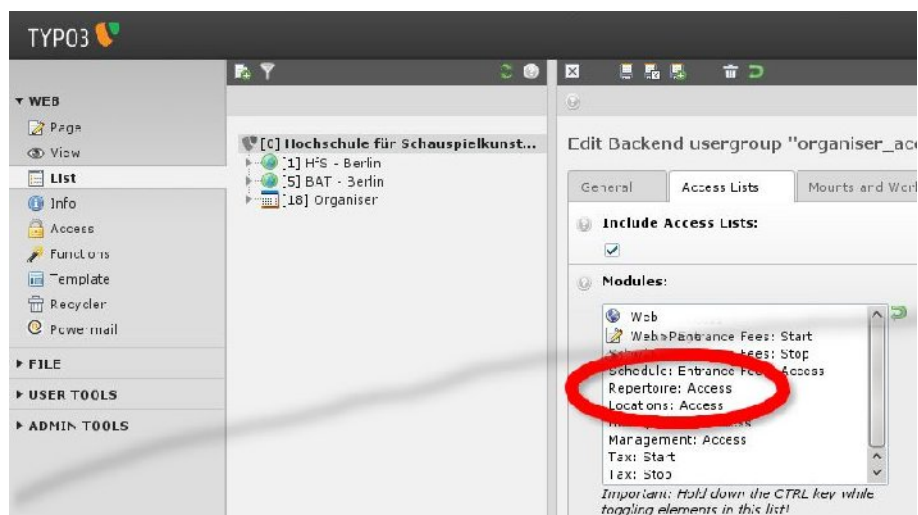 TYPO3
WEB
Page
View
List
Info
Access
Functions
Template
Recycler
Powermail
FILE
USER TOOLS
ADMIN TOOLS
[0] Hochschule für Schauspielkunst...
[1] HfS - Berlin
[5] BAT - Berlin
[18] Organiser
Edit Backend usergroup "organiser_acc
General
Access Lists
Mounts and Work
Include Access Lists:
Modules:
Web
Web>Pag Entrance Fees: Start
Fees: Stop
Schedule: Entrance Fees: Access
Repertoire: Access
Locations: Access
Management: Access
Tax: Start
Tax: Stop
Important: Hold down the CTRL key while
toggling elements in this list!